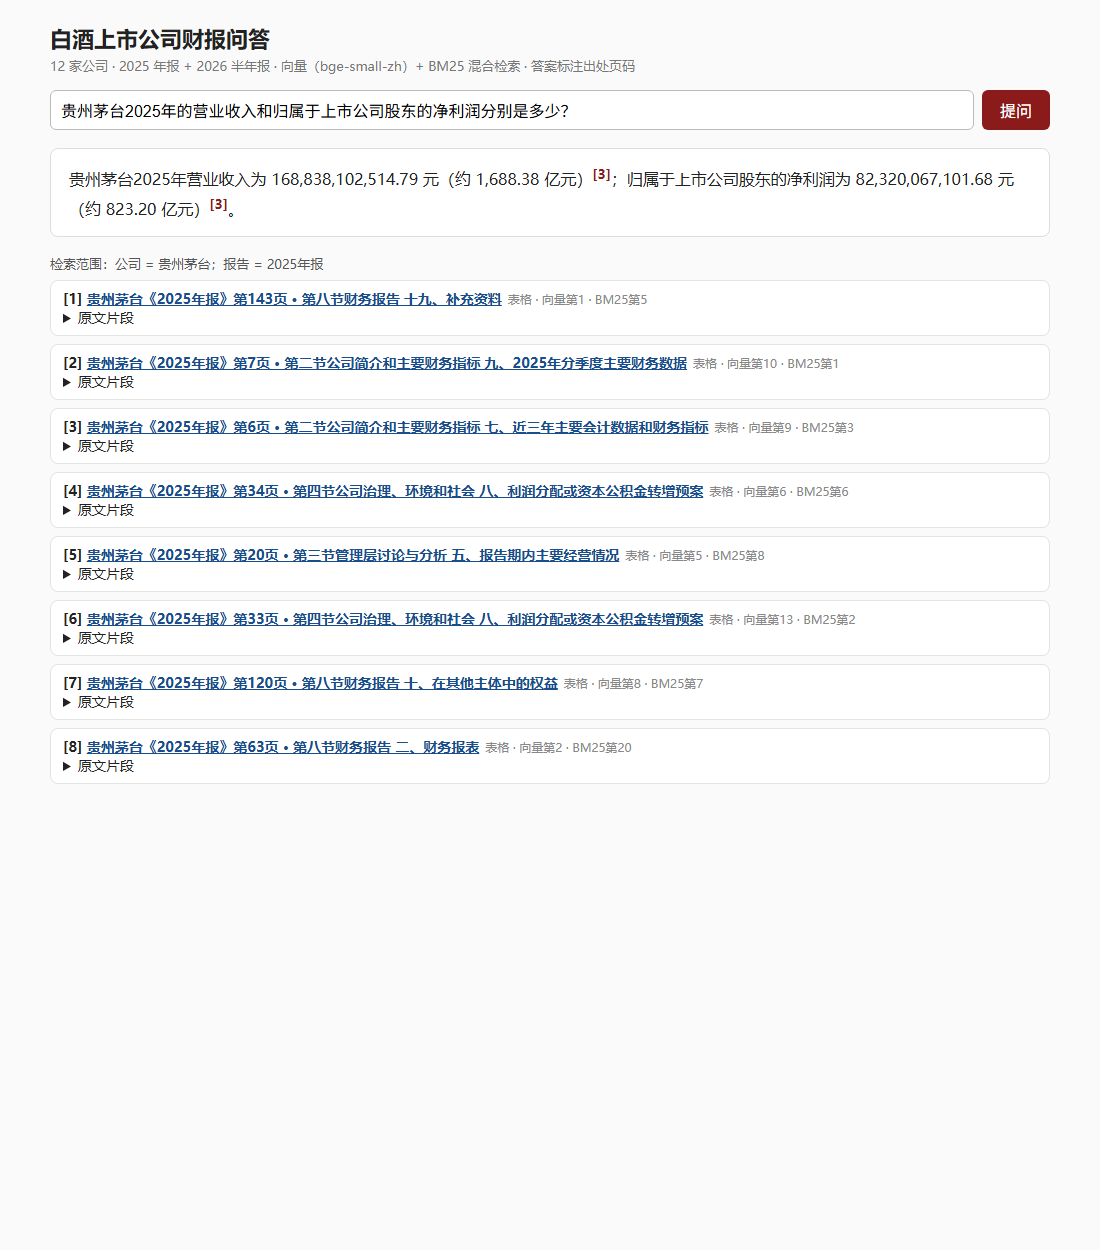 白酒上市公司财报问答
12 家公司 · 2025 年报 + 2026 半年报 · 向量（bge-small-zh）+ BM25 混合检索 · 答案标注出处页码
贵州茅台2025年的营业收入和归属于上市公司股东的净利润分别是多少？
提问
贵州茅台2025年营业收入为 168,838,102,514.79 元（约 1,688.38 亿元）[3]；归属于上市公司股东的净利润为 82,320,067,101.68 元
（约 823.20 亿元）[3]。
检索范围：公司 = 贵州茅台；报告 = 2025年报
[1] 贵州茅台《2025年报》第143页 • 第八节财务报告 十九、补充资料 表格 · 向量第1 · BM25第5
▶ 原文片段
[2] 贵州茅台《2025年报》第7页 • 第二节公司简介和主要财务指标 九、2025年分季度主要财务数据 表格 · 向量第10 · BM25第1
▶ 原文片段
[3] 贵州茅台《2025年报》第6页 • 第二节公司简介和主要财务指标 七、近三年主要会计数据和财务指标 表格 · 向量第9 · BM25第3
▶ 原文片段
[4] 贵州茅台《2025年报》第34页 • 第四节公司治理、环境和社会 八、利润分配或资本公积金转增预案 表格 · 向量第6 · BM25第6
▶ 原文片段
[5] 贵州茅台《2025年报》第20页 • 第三节管理层讨论与分析 五、报告期内主要经营情况 表格 · 向量第5 · BM25第8
▶ 原文片段
[6] 贵州茅台《2025年报》第33页 • 第四节公司治理、环境和社会 八、利润分配或资本公积金转增预案 表格 · 向量第13 · BM25第2
▶ 原文片段
[7] 贵州茅台《2025年报》第120页 • 第八节财务报告 十、在其他主体中的权益 表格 · 向量第8 · BM25第7
▶ 原文片段
[8] 贵州茅台《2025年报》第63页 • 第八节财务报告 二、财务报表 表格 · 向量第2 · BM25第20
▶ 原文片段